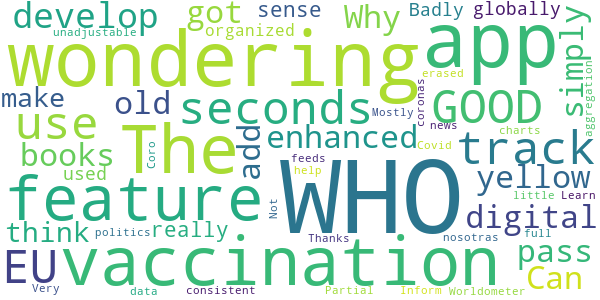 develop got sense Why Badly globally
unadjustable organized simply
wondering app erased aggregation
make old seconds coronas Mostly GOOD
use The add enhanced news Covid charts track
books used Coro feeds help yellow
feature Not WHO little Learn digital
think politics really Thanks nosotras full pass
EU vaccination Can
Very data consistent Partial Inform Worldometer